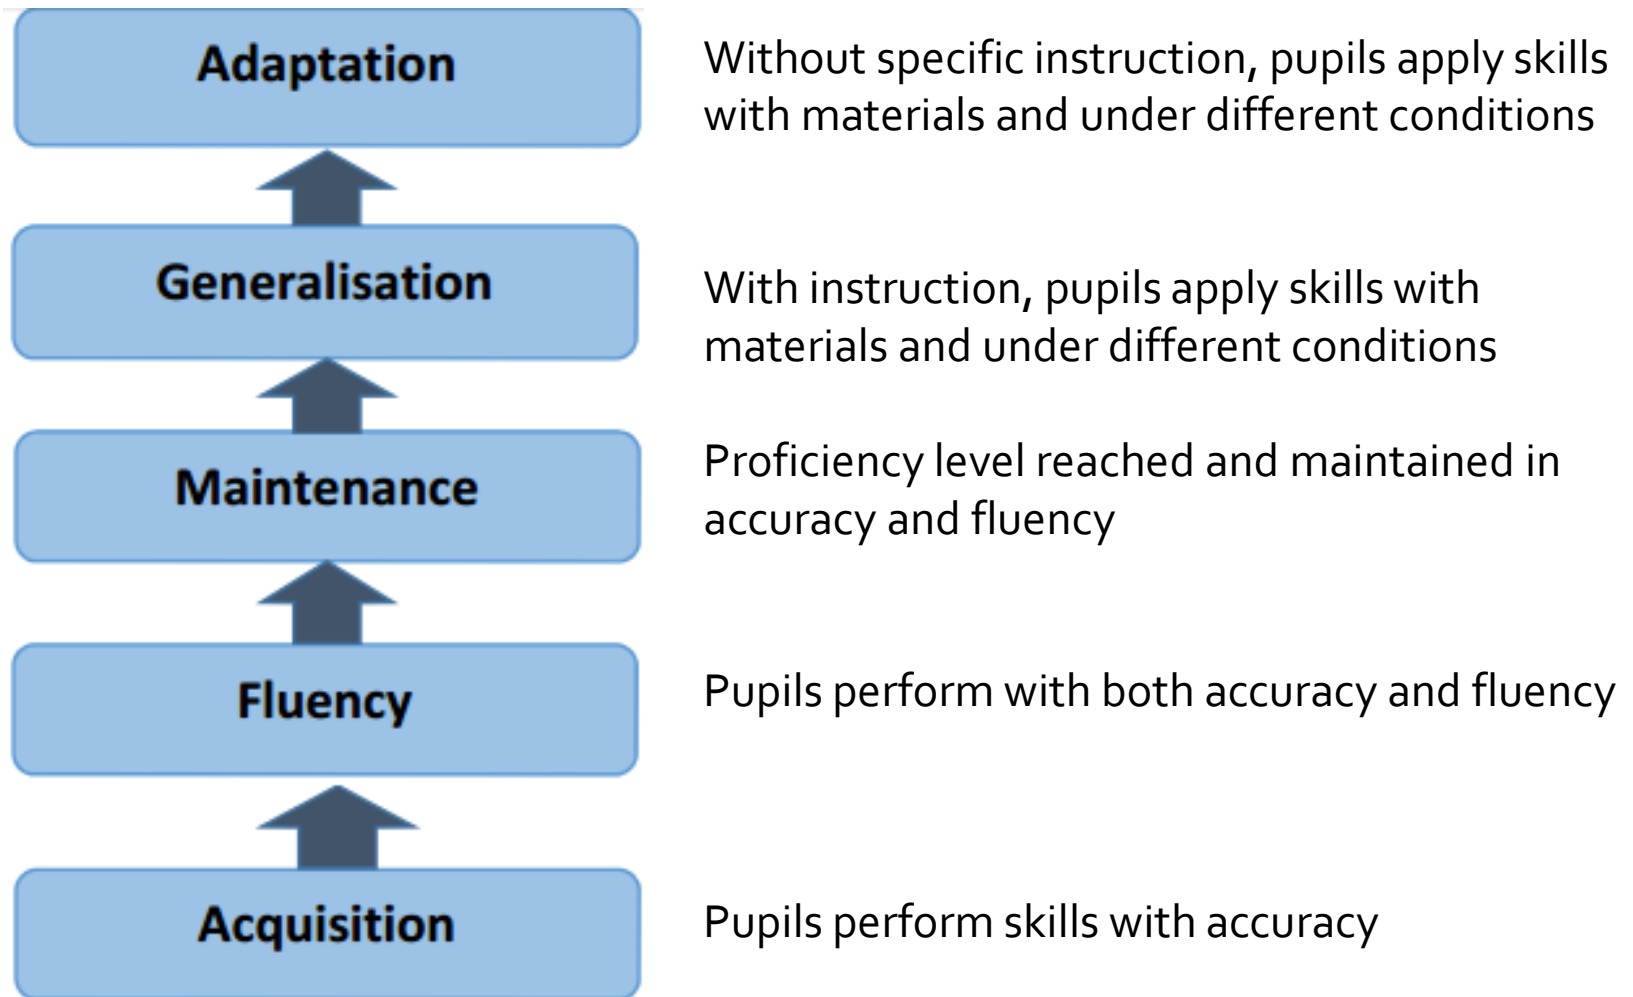 Adaptation
Without specific instruction, pupils apply skills
with materials and under different conditions
Generalisation
With instruction, pupils apply skills with
materials and under different conditions
Maintenance
Proficiency level reached and maintained in
accuracy and fluency
Fluency
Pupils perform with both accuracy and fluency
Acquisition
Pupils perform skills with accuracy